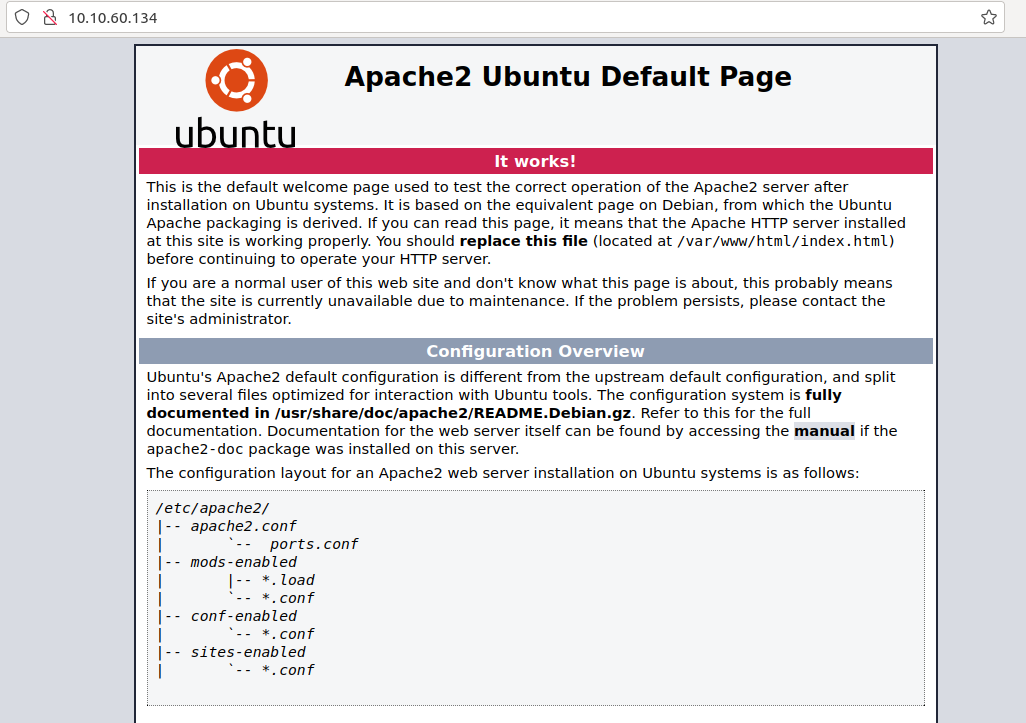 10.10.60.134
Apache2 Ubuntu Default Page
ubuntu
It works!
This is the default welcome page used to test the correct operation of the Apache2 server after
installation on Ubuntu systems. It is based on the equivalent page on Debian, from which the Ubuntu
Apache packaging is derived. If you can read this page, it means that the Apache HTTP server installed
at this site is working properly. You should replace this file (located at /var/www/html/index.html)
before continuing to operate your HTTP server.
If you are a normal user of this web site and don't know what this page is about, this probably means
that the site is currently unavailable due to maintenance. If the problem persists, please contact the
site's administrator.
Configuration Overview
Ubuntu's Apache2 default configuration is different from the upstream default configuration, and split
into several files optimized for interaction with Ubuntu tools. The configuration system is fully
documented in /usr/share/doc/apache2/README.Debian.gz. Refer to this for the full
documentation. Documentation for the web server itself can be found by accessing the manual if the
apache2-doc package was installed on this server.
The configuration layout for an Apache2 web server installation on Ubuntu systems is as follows:
/etc/apache2/
|-- apache2.conf
|       `--  ports.conf
|-- mods-enabled
|       |-- *.load
|       `-- *.conf
|-- conf-enabled
|       `-- *.conf
|-- sites-enabled
|       `-- *.conf